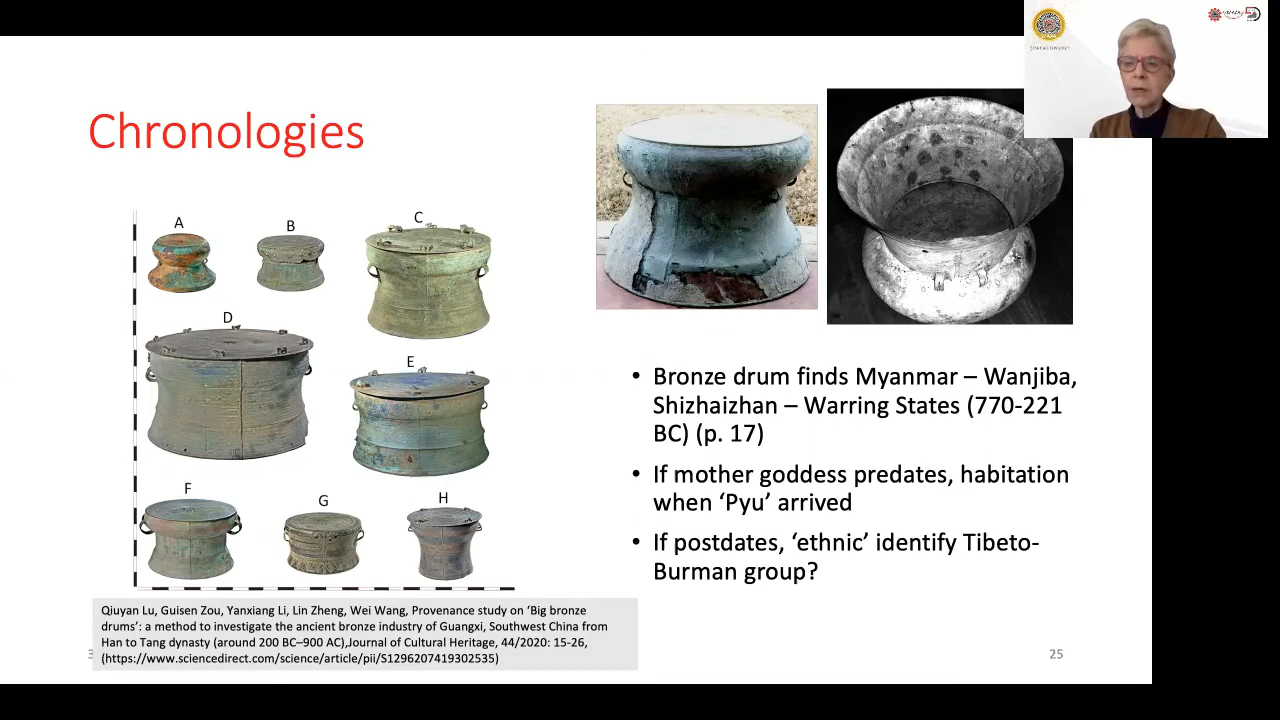 SPAFACON2021
Chronologies
A
B
C
D
E
F
G
H
• Bronze drum finds Myanmar – Wanjiba,
Shizhaizhan – Warring States (770-221
BC) (p. 17)
• If mother goddess predates, habitation
when ‘Pyu’ arrived
• If postdates, ‘ethnic’ identify Tibeto-
Burman group?
Qiuyan Lu, Guisen Zou, Yanxiang Li, Lin Zheng, Wei Wang, Provenance study on ‘Big bronze
drums’: a method to investigate the ancient bronze industry of Guangxi, Southwest China from
Han to Tang dynasty (around 200 BC–900 AC),Journal of Cultural Heritage, 44/2020: 15-26,
(https://www.sciencedirect.com/science/article/pii/S1296207419302535)
25